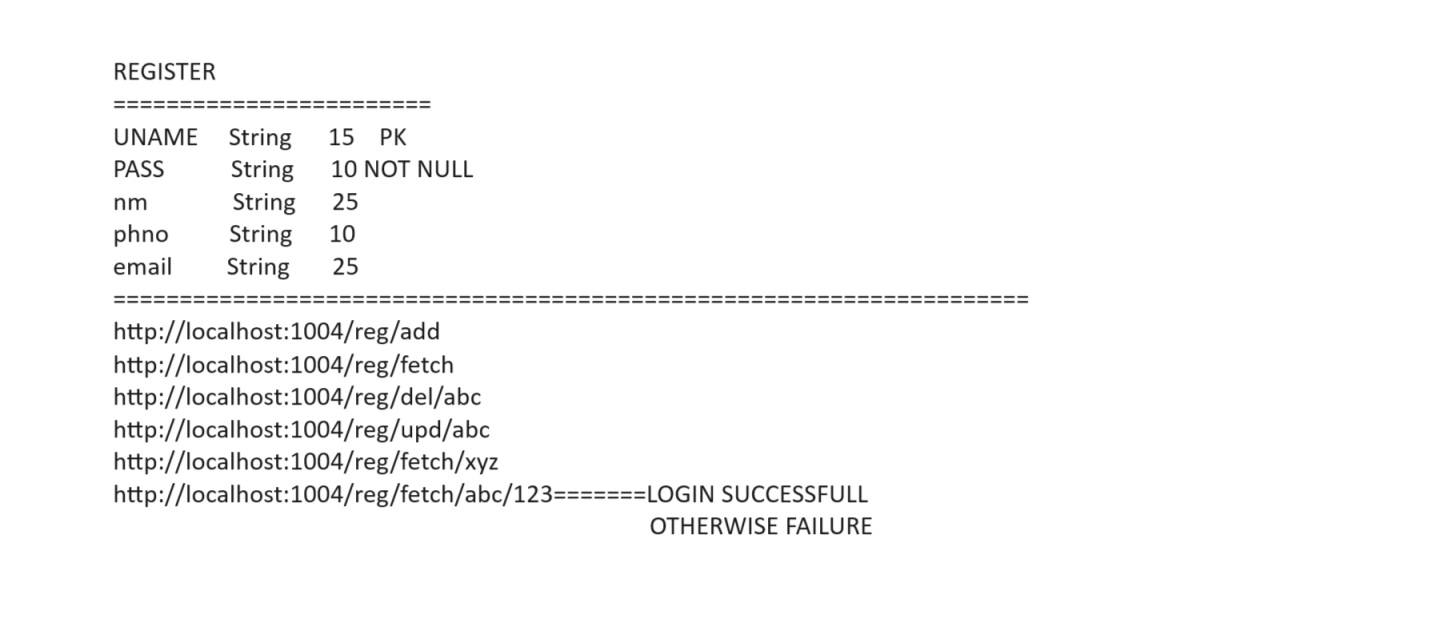 REGISTER
========================
UNAME String 15 PK
PASS String 10 NOT NULL
nm String 25
phno String 10
email String 25
=====================================================================
http://localhost:1004/reg/add
http://localhost:1004/reg/fetch
http://localhost:1004/reg/del/abc
http://localhost:1004/reg/upd/abc
http://localhost:1004/reg/fetch/xyz
http://localhost:1004/reg/fetch/abc/123=======LOGIN SUCCESSFULL
OTHERWISE FAILURE